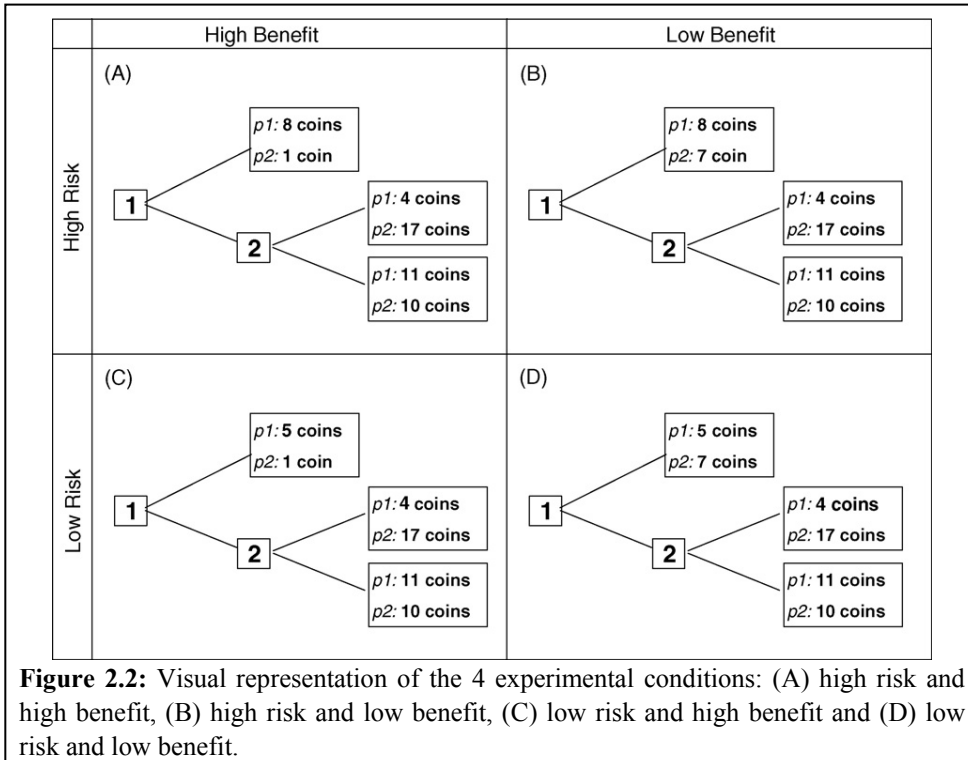 High Benefit
Low Benefit
High Risk
(A)
p1: 8 coins
p2: 1 coin
1
p1: 4 coins
p2: 17 coins
2
p1: 11 coins
p2: 10 coins
(B)
p1: 8 coins
p2: 7 coin
1
p1: 4 coins
p2: 17 coins
2
p1: 11 coins
p2: 10 coins
Low Risk
(C)
p1: 5 coins
p2: 1 coin
1
p1: 4 coins
p2: 17 coins
2
p1: 11 coins
p2: 10 coins
(D)
p1: 5 coins
p2: 7 coins
1
p1: 4 coins
p2: 17 coins
2
p1: 11 coins
p2: 10 coins
Figure 2.2: Visual representation of the 4 experimental conditions: (A) high risk and
high benefit, (B) high risk and low benefit, (C) low risk and high benefit and (D) low
risk and low benefit.